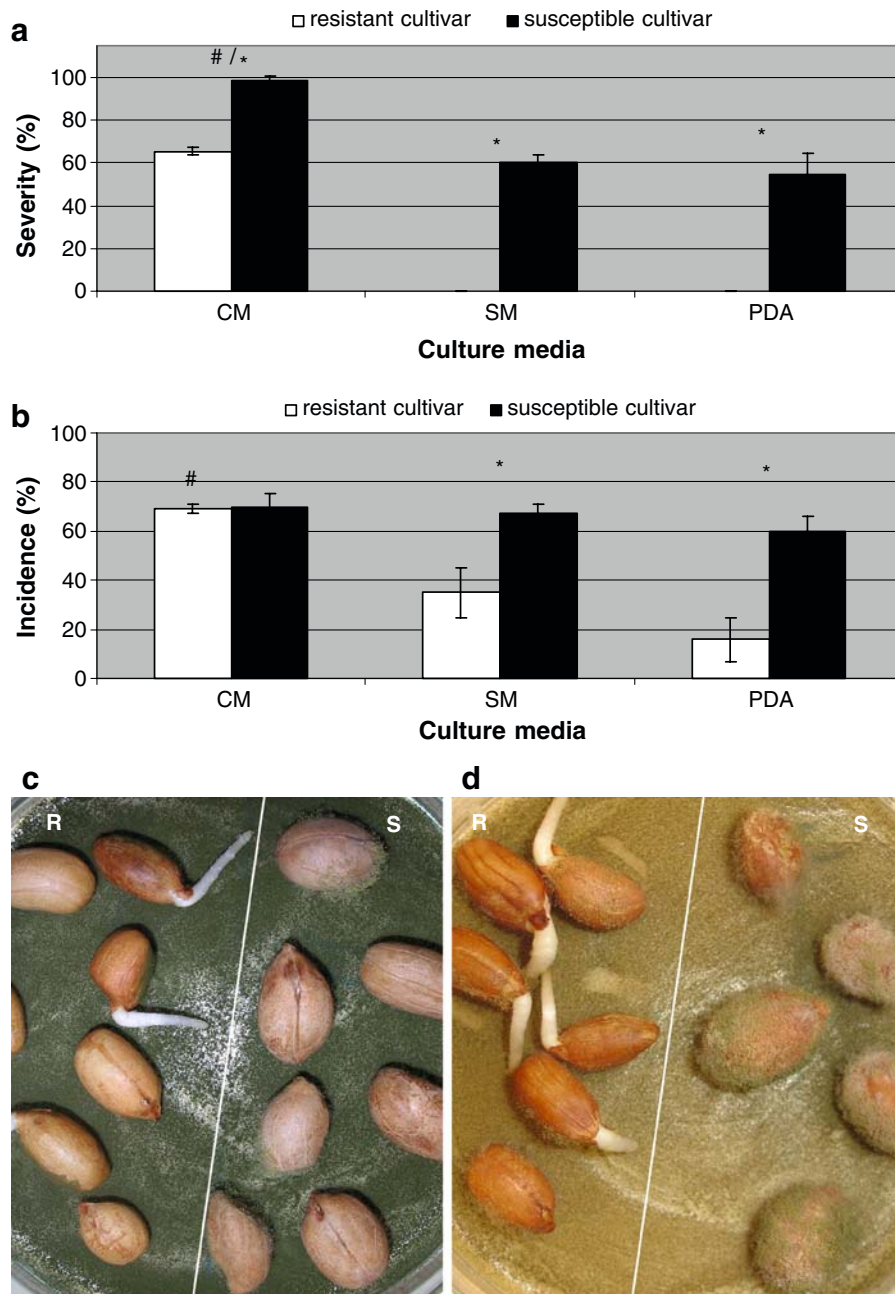 a
resistant cultivar susceptible cultivar
# / *
* *
100
80
60
40
20
0
Severity (%)
CM SM PDA
Culture media
b
resistant cultivar susceptible cultivar
100
80
60
40
20
0
Incidence (%)
# * *
CM SM PDA
Culture media
c d
R S R S